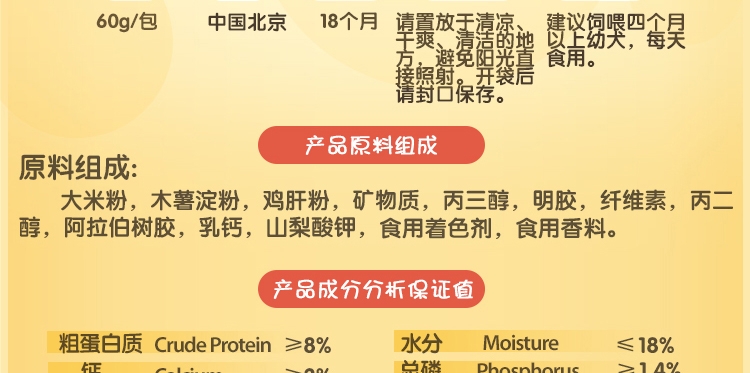 60g/包 中国北京 18个月 请置放于清凉、 建议饲喂四个月
干爽、清洁的地 以上幼犬，每天
方，避免阳光直 食用。
接照射。开袋后
请封口保存。
产品原料组成
原料组成:
大米粉，木薯淀粉，鸡肝粉，矿物质，丙三醇，明胶，纤维素，丙二
醇，阿拉伯树胶，乳钙，山梨酸钾，食用着色剂，食用香料。
产品成分分析保证值
粗蛋白质 Crude Protein ≥8% 水分 Moisture ≤18%
钙 Calcium 总磷 Phosphorus ≥1.4%